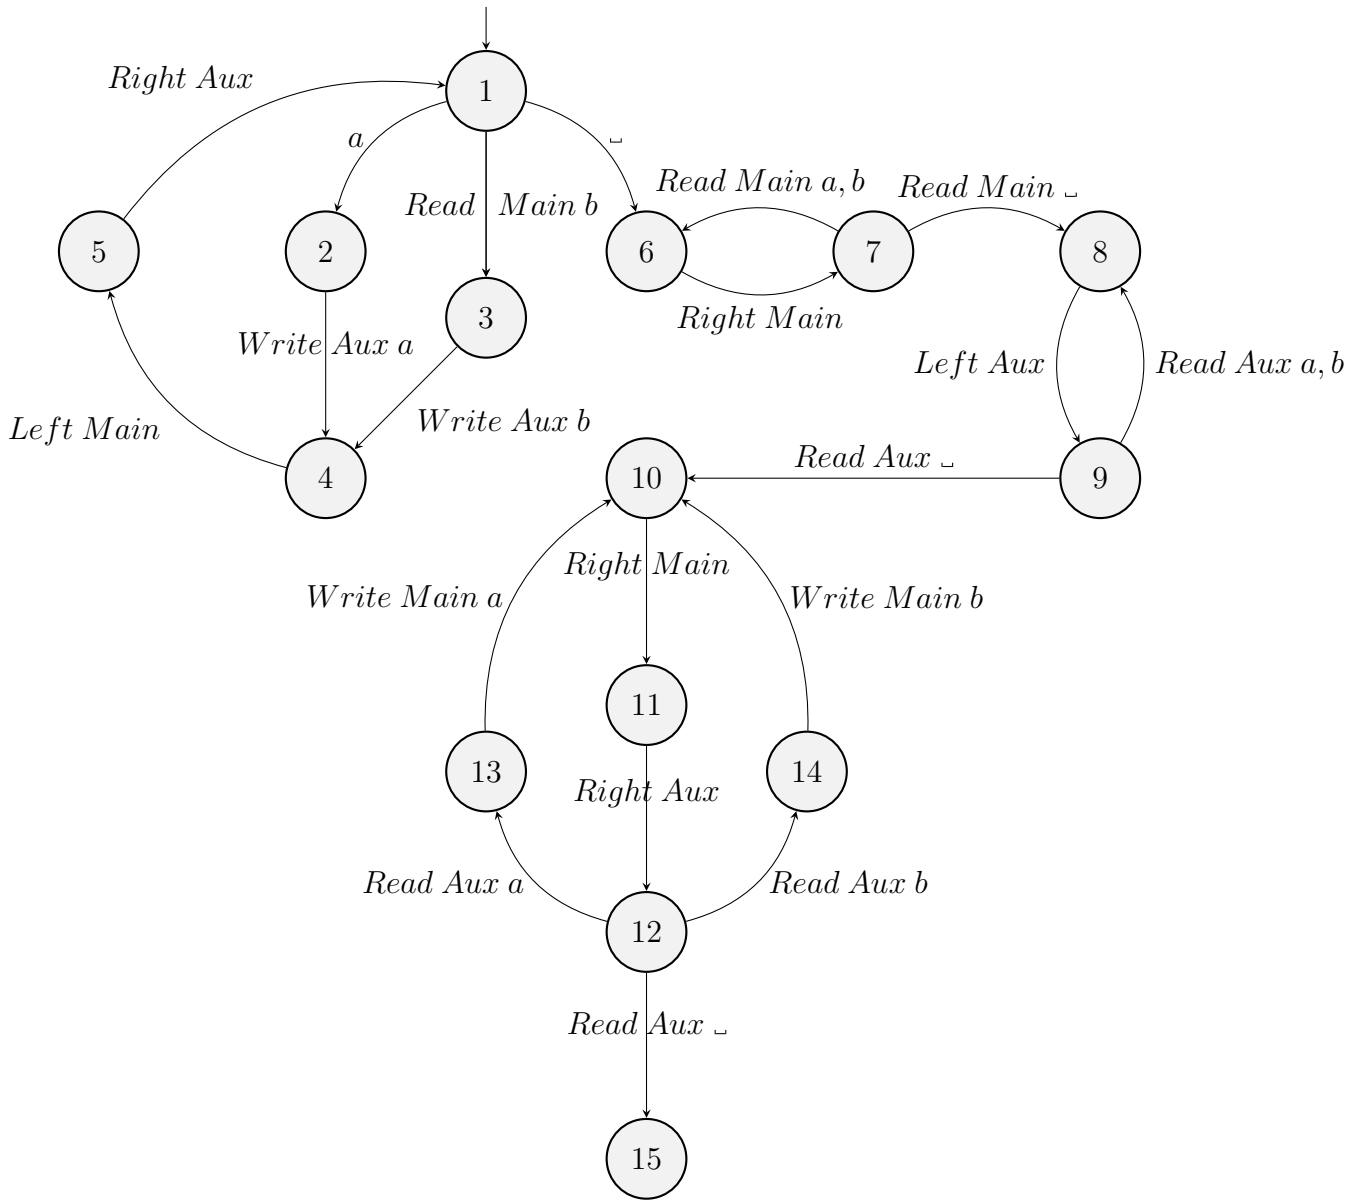 Right Aux
1
a
␣
Read Main b
Read Main a, b
Read Main ␣
5
2
6
7
8
3
Right Main
Write Aux a
Left Aux
Read Aux a, b
Write Aux b
Left Main
Read Aux ␣
4
10
9
Right Main
Write Main a
Write Main b
11
13
14
Right Aux
Read Aux a
Read Aux b
12
Read Aux ␣
15